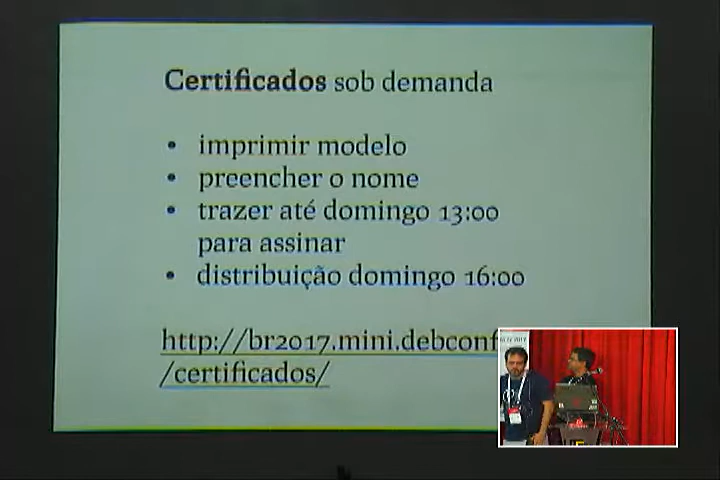 Certificados sob demanda
• imprimir modelo
• preencher o nome
• trazer até domingo 13:00
para assinar
• distribuição domingo 16:00
http://br2017.mini.debconf
/certificados/